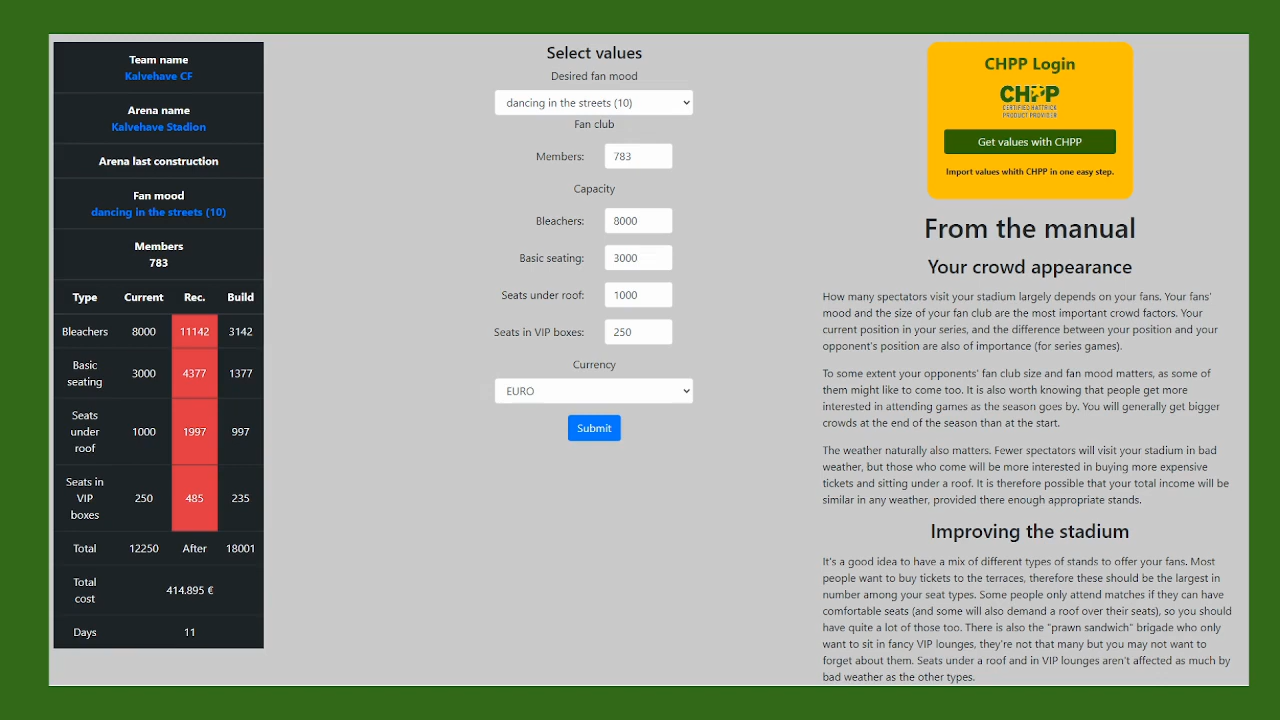 Team name
Kalvehave CF
Arena name
Kalvehave Stadion
Arena last construction
Fan mood
dancing in the streets (10)
Members
783
Type Current Rec. Build
Bleachers 8000 11142 3142
Basic
seating 3000 4377 1377
Seats
under
roof 1000 1997 997
Seats in
VIP
boxes 250 485 235
Total 12250 After 18001
Total
cost 414.895 €
Days 11
Select values
Desired fan mood
dancing in the streets (10)
Fan club
Members: 783
Capacity
Bleachers: 8000
Basic seating: 3000
Seats under roof: 1000
Seats in VIP boxes: 250
Currency
EURO
Submit
CHPP Login
CHPP
CERTIFIED HATTRICK
PRODUCT PROVIDER
Get values with CHPP
Import values whith CHPP in one easy step.
From the manual
Your crowd appearance
How many spectators visit your stadium largely depends on your fans. Your fans'
mood and the size of your fan club are the most important crowd factors. Your
current position in your series, and the difference between your position and your
opponent's position are also of importance (for series games).
To some extent your opponents' fan club size and fan mood matters, as some of
them might like to come too. It is also worth knowing that people get more
interested in attending games as the season goes by. You will generally get bigger
crowds at the end of the season than at the start.
The weather naturally also matters. Fewer spectators will visit your stadium in bad
weather, but those who come will be more interested in buying more expensive
tickets and sitting under a roof. It is therefore possible that your total income will be
similar in any weather, provided there enough appropriate stands.
Improving the stadium
It's a good idea to have a mix of different types of stands to offer your fans. Most
people want to buy tickets to the terraces, therefore these should be the largest in
number among your seat types. Some people only attend matches if they can have
comfortable seats (and some will also demand a roof over their seats), so you should
have quite a lot of those too. There is also the "prawn sandwich" brigade who only
want to sit in fancy VIP lounges, they're not that many but you may not want to
forget about them. Seats under a roof and in VIP lounges aren't affected as much by
bad weather as the other types.